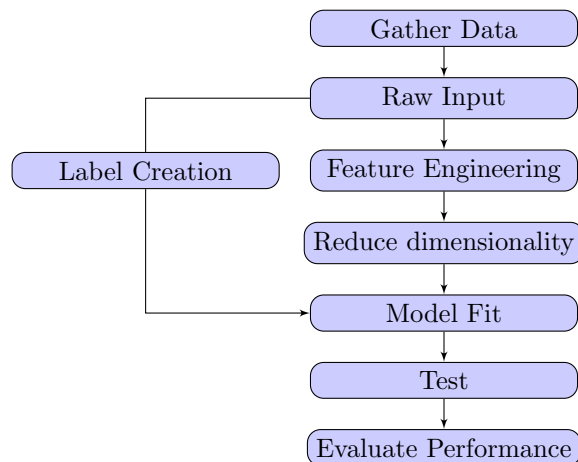 Gather Data
Raw Input
Label Creation
Feature Engineering
Reduce dimensionality
Model Fit
Test
Evaluate Performance